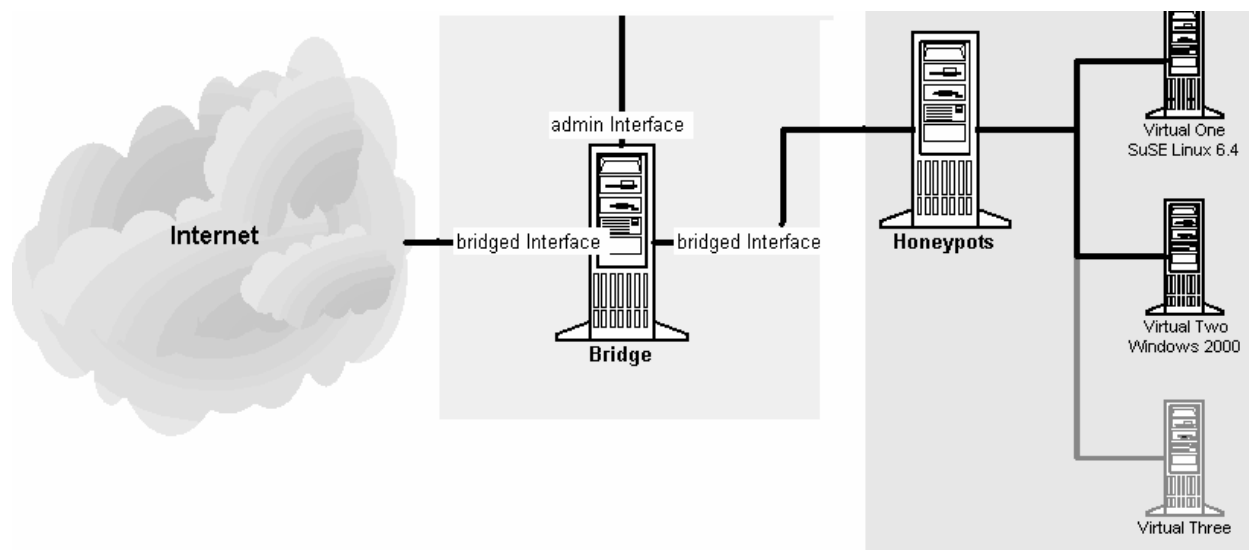 admin Interface
Internet
bridged Interface
bridged Interface
Bridge
Honeypots
Virtual One
SuSE Linux 6.4
Virtual Two
Windows 2000
Virtual Three